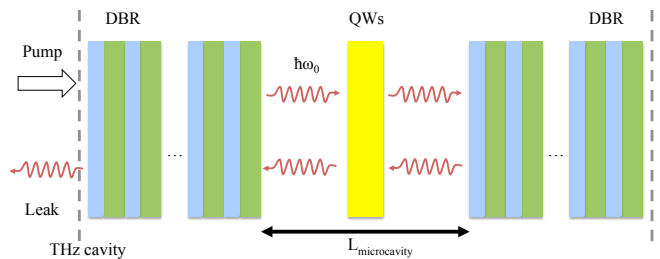 DBR
QWs
DBR
Pump
ħω0
...
...
Leak
THz cavity
Lmicrocavity